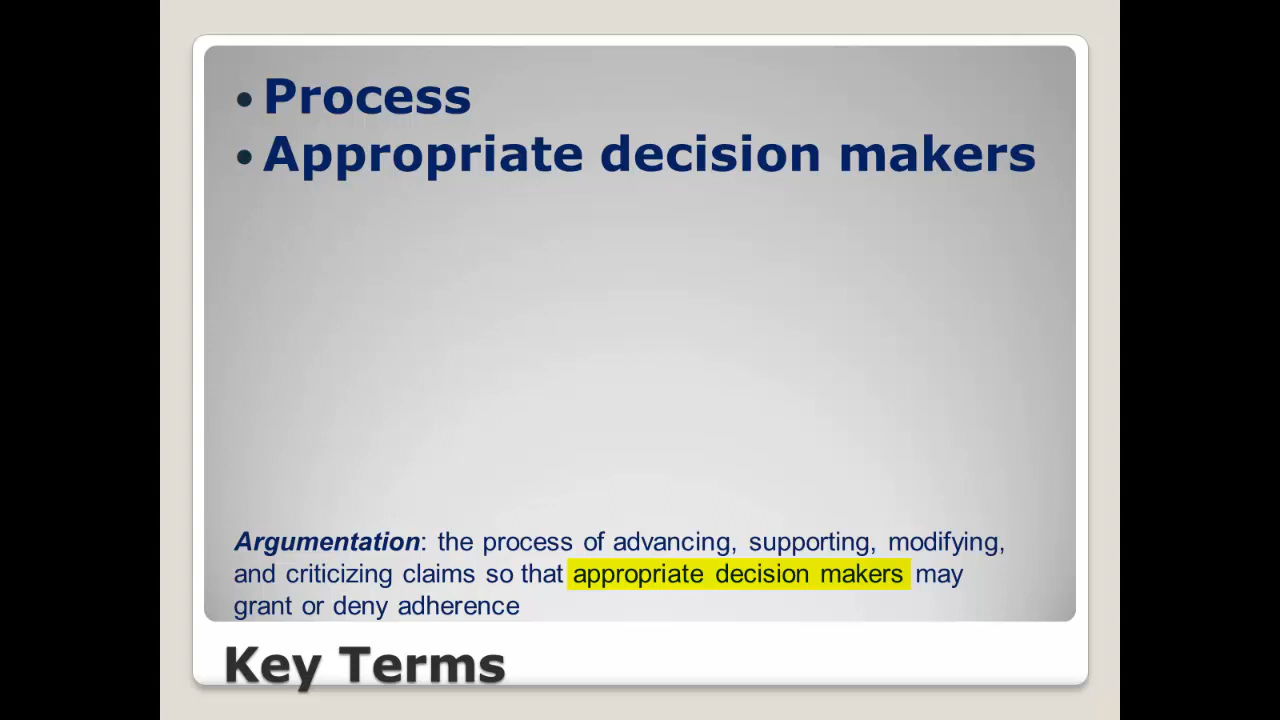 • Process
• Appropriate decision makers
Argumentation: the process of advancing, supporting, modifying,
and criticizing claims so that appropriate decision makers may
grant or deny adherence
Key Terms